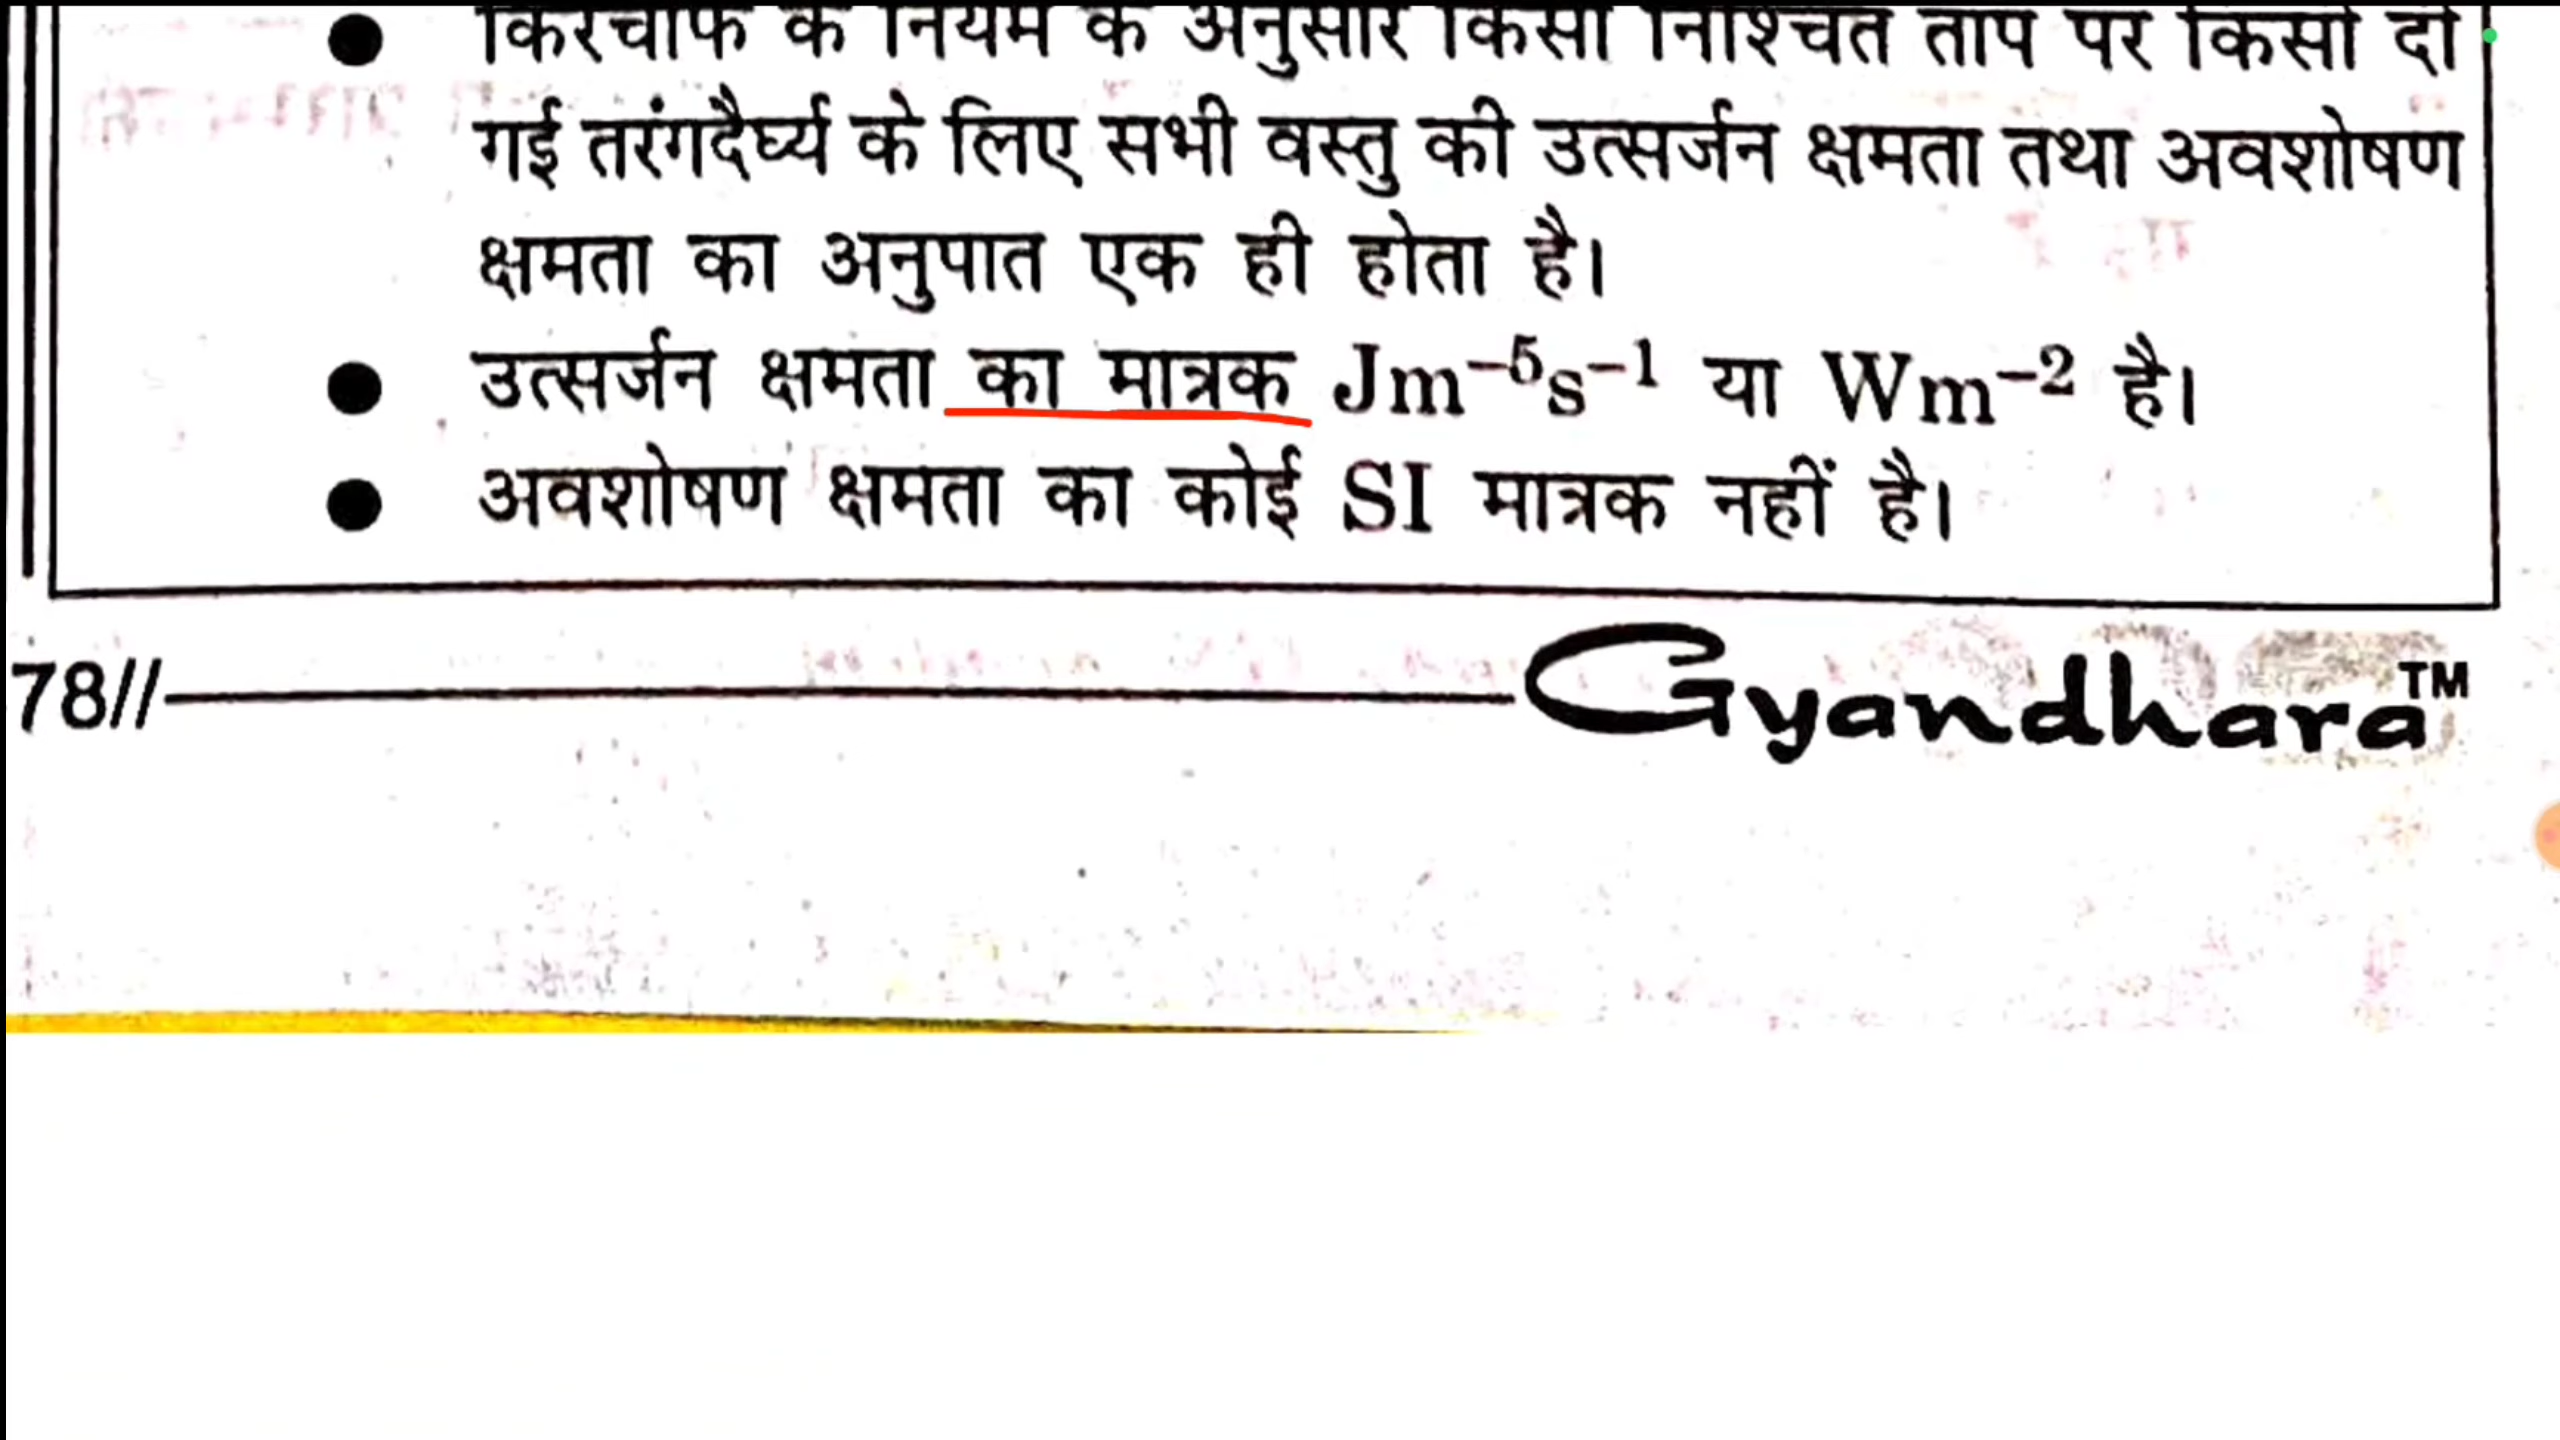 ● किरचॉफ के नियम के अनुसार किसी निश्चित ताप पर किसी दी
गई तरंगदैर्घ्य के लिए सभी वस्तु की उत्सर्जन क्षमता तथा अवशोषण
क्षमता का अनुपात एक ही होता है।
● उत्सर्जन क्षमता का मात्रक Jm⁻⁵s⁻¹ या Wm⁻² है।
● अवशोषण क्षमता का कोई SI मात्रक नहीं है।
78// Gyandhara™